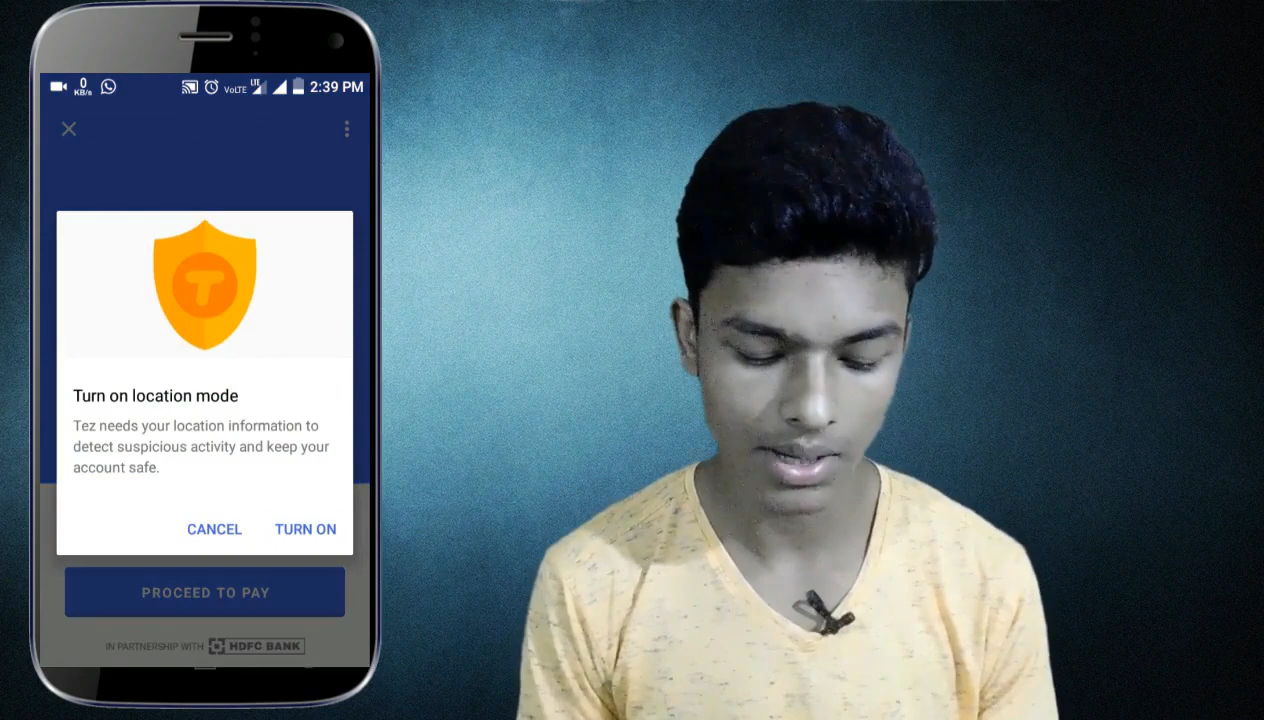 0
KB/s
VoLTE LTE 2:39 PM
T
Turn on location mode
Tez needs your location information to
detect suspicious activity and keep your
account safe.
CANCEL TURN ON
PROCEED TO PAY
IN PARTNERSHIP WITH HDFC BANK